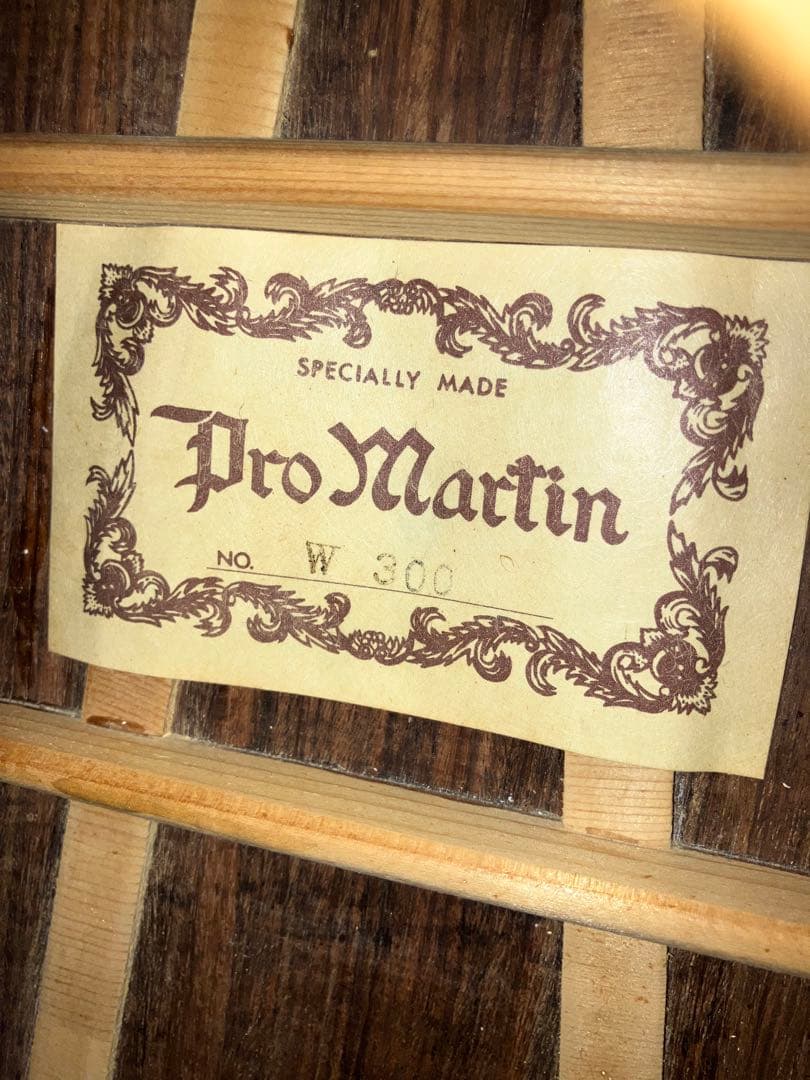 SPECIALLY MADE
Pro Martin
NO. W 300